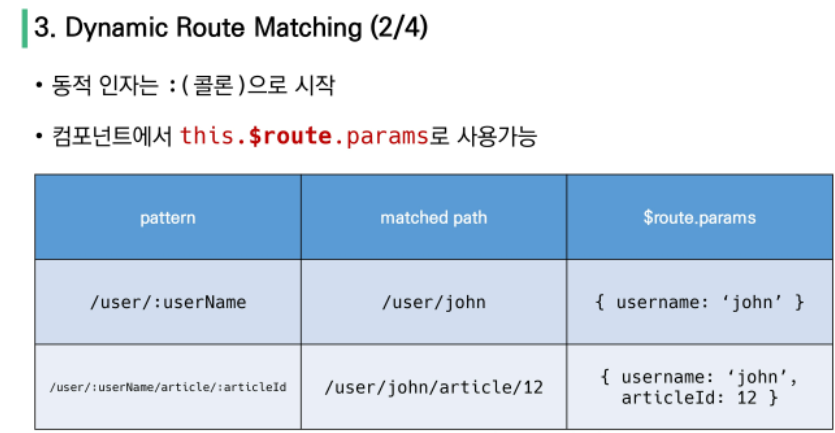 3. Dynamic Route Matching (2/4)
• 동적 인자는 :(콜론)으로 시작
• 컴포넌트에서 this.$route.params로 사용가능
pattern
matched path
$route.params
/user/:userName
/user/john
{ username: ‘john’ }
/user/:userName/article/:articleId
/user/john/article/12
{ username: ‘john’,
articleId: 12 }